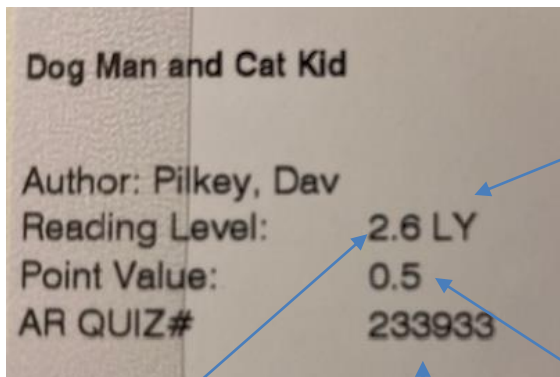 Dog Man and Cat Kid
Author: Pilkey, Dav
Reading Level: 2.6 LY
Point Value: 0.5
AR QUIZ# 233933